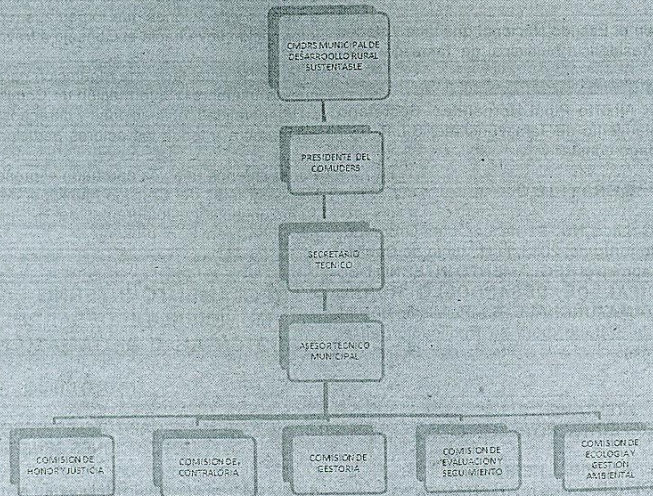 CMDRS MUNICIPAL DE
DESARROOLLO RURAL
SUSTENTABLE
PRESIDENTE DEL
COMUDERS
SECRETARIO
TECNICO
ASESOR TECNICO
MUNICIPAL
COMISION DE
HONOR Y JUSTICIA
COMISION DE
CONTRALORIA
COMISION DE
GESTORIA
COMISION DE
EVALUACION Y
SEGUIMIENTO
COMISION DE
ECOLOGIA Y
GESTION
AMBIENTAL